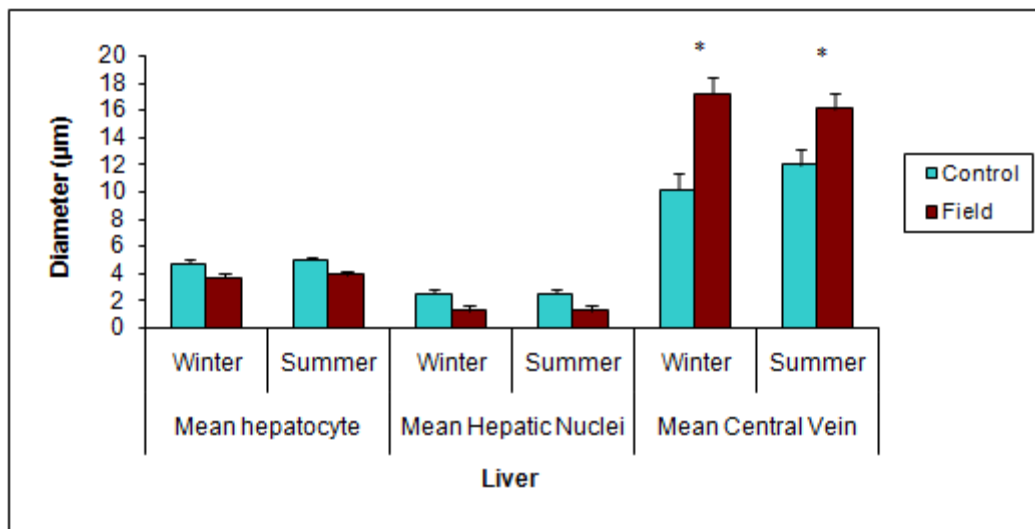 20
18
16
14
12
10
8
6
4
2
0
Diameter (µm)
* *
Control
Field
Winter Summer Winter Summer Winter Summer
Mean hepatocyte Mean Hepatic Nuclei Mean Central Vein
Liver